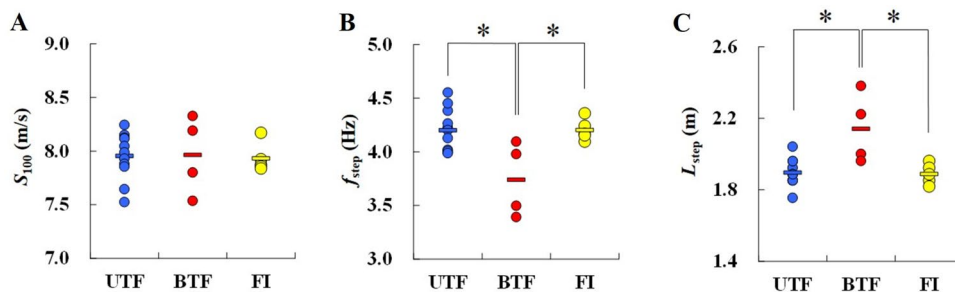 A
S100 (m/s)
9.0
8.5
8.0
7.5
7.0
UTF BTF FI
B
fstep (Hz)
5.0
4.5
4.0
3.5
3.0
* *
UTF BTF FI
C
Lstep (m)
2.6
2.2
1.8
1.4
* *
UTF BTF FI